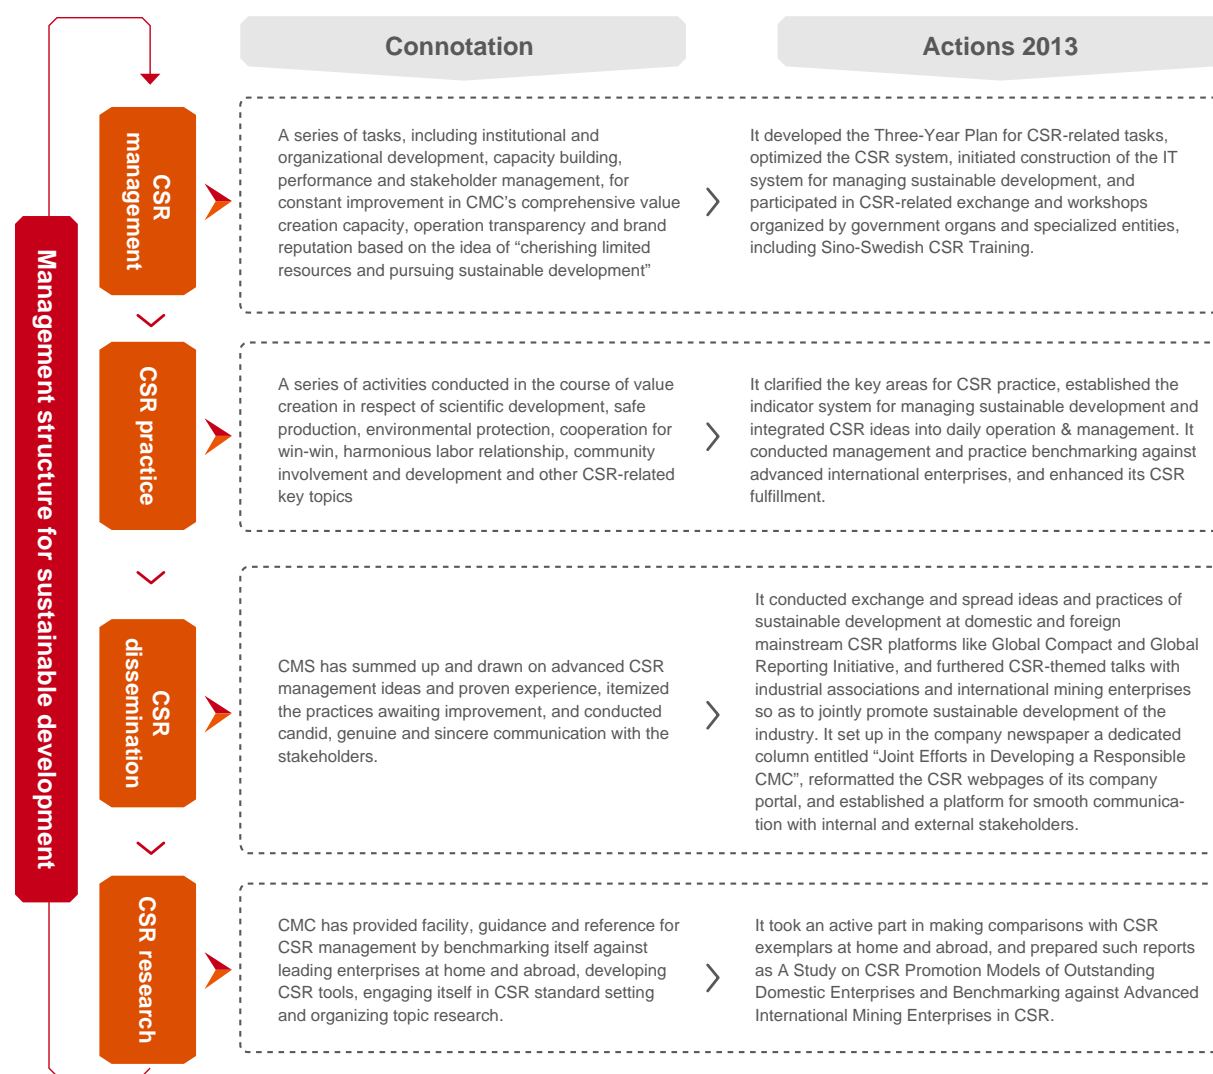 Connotation
Actions 2013
Management structure for sustainable development
CSR
management
A series of tasks, including institutional and
organizational development, capacity building,
performance and stakeholder management, for
constant improvement in CMC's comprehensive value
creation capacity, operation transparency and brand
reputation based on the idea of “cherishing limited
resources and pursuing sustainable development”
It developed the Three-Year Plan for CSR-related tasks,
optimized the CSR system, initiated construction of the IT
system for managing sustainable development, and
participated in CSR-related exchange and workshops
organized by government organs and specialized entities,
including Sino-Swedish CSR Training.
CSR practice
A series of activities conducted in the course of value
creation in respect of scientific development, safe
production, environmental protection, cooperation for
win-win, harmonious labor relationship, community
involvement and development and other CSR-related
key topics
It clarified the key areas for CSR practice, established the
indicator system for managing sustainable development and
integrated CSR ideas into daily operation & management. It
conducted management and practice benchmarking against
advanced international enterprises, and enhanced its CSR
fulfillment.
CSR
dissemination
CMS has summed up and drawn on advanced CSR
management ideas and proven experience, itemized
the practices awaiting improvement, and conducted
candid, genuine and sincere communication with the
stakeholders.
It conducted exchange and spread ideas and practices of
sustainable development at domestic and foreign
mainstream CSR platforms like Global Compact and Global
Reporting Initiative, and furthered CSR-themed talks with
industrial associations and international mining enterprises
so as to jointly promote sustainable development of the
industry. It set up in the company newspaper a dedicated
column entitled “Joint Efforts in Developing a Responsible
CMC”, reformatted the CSR webpages of its company
portal, and established a platform for smooth communica-
tion with internal and external stakeholders.
CSR research
CMC has provided facility, guidance and reference for
CSR management by benchmarking itself against
leading enterprises at home and abroad, developing
CSR tools, engaging itself in CSR standard setting
and organizing topic research.
It took an active part in making comparisons with CSR
exemplars at home and abroad, and prepared such reports
as A Study on CSR Promotion Models of Outstanding
Domestic Enterprises and Benchmarking against Advanced
International Mining Enterprises in CSR.